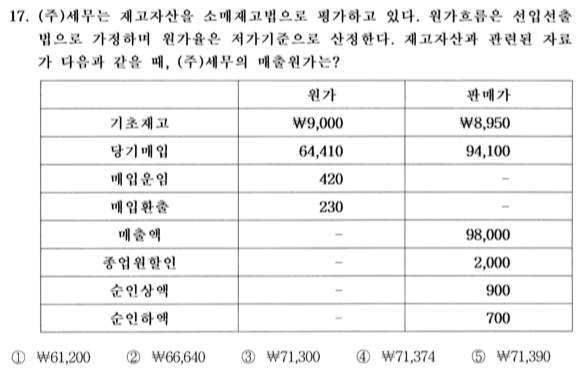 17. (주)세무는 재고자산을 소매재고법으로 평가하고 있다. 원가흐름은 선입선출
법으로 가정하며 원가율은 저가기준으로 산정한다. 재고자산과 관련된 자료
가 다음과 같을 때, (주)세무의 매출원가는?
원가 판매가
기초재고 ₩9,000 ₩8,950
당기매입 64,410 94,100
매입운임 420 −
매입환출 230 −
매출액 − 98,000
종업원할인 − 2,000
순인상액 − 900
순인하액 − 700
① ₩61,200 ② ₩66,640 ③ ₩71,300 ④ ₩71,374 ⑤ ₩71,390